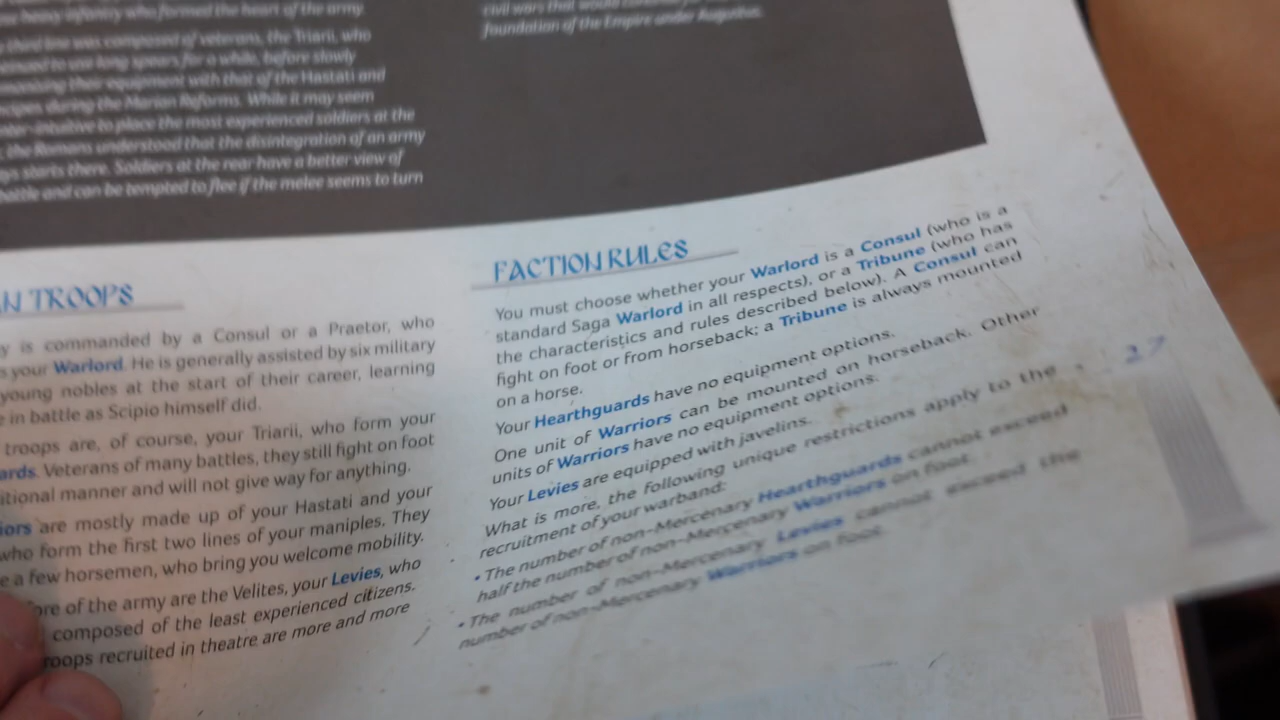 heavy infantry who formed the heart of the army.
third line was composed of veterans, the Triarii, who
to use long spears for a while, before slowly
their equipment with that of the Hastati and
during the Marian Reforms. While it may seem
to place the most experienced soldiers at the
the Romans understood that the disintegration of an army
starts there. Soldiers at the rear have a better view of
battle and can be tempted to flee if the melee seems to turn
civil wars that would
foundation of the Empire under Augustus.
N TROOPS
y is commanded by a Consul or a Praetor, who
s your Warlord. He is generally assisted by six military
young nobles at the start of their career, learning
e in battle as Scipio himself did.
troops are, of course, your Triarii, who form your
ards. Veterans of many battles, they still fight on foot
itional manner and will not give way for anything.
iors are mostly made up of your Hastati and your
who form the first two lines of your maniples. They
e a few horsemen, who bring you welcome mobility.
ore of the army are the Velites, your Levies, who
composed of the least experienced citizens.
roops recruited in theatre are more and more
FACTION RULES
You must choose whether your Warlord is a Consul (who is a
standard Saga Warlord in all respects), or a Tribune (who has
the characteristics and rules described below). A Consul can
fight on foot or from horseback; a Tribune is always mounted
on a horse.
Your Hearthguards have no equipment options.
One unit of Warriors can be mounted on horseback. Other
units of Warriors have no equipment options.
Your Levies are equipped with javelins.
What is more, the following unique restrictions apply to the
recruitment of your warband:
• The number of non-Mercenary Hearthguards cannot exceed
half the number of non-Mercenary Warriors on foot.
• The number of non-Mercenary Levies cannot exceed the
number of non-Mercenary Warriors on foot.
27